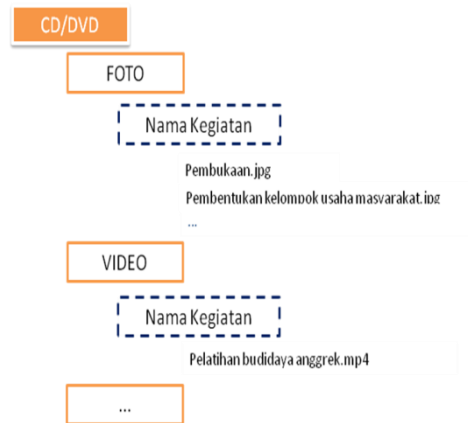 CD/DVD
FOTO
Nama Kegiatan
Pembukaan.jpg
Pembentukan kelompok usaha masyarakat.jpg
...
VIDEO
Nama Kegiatan
Pelatihan budidaya anggrek.mp4
...